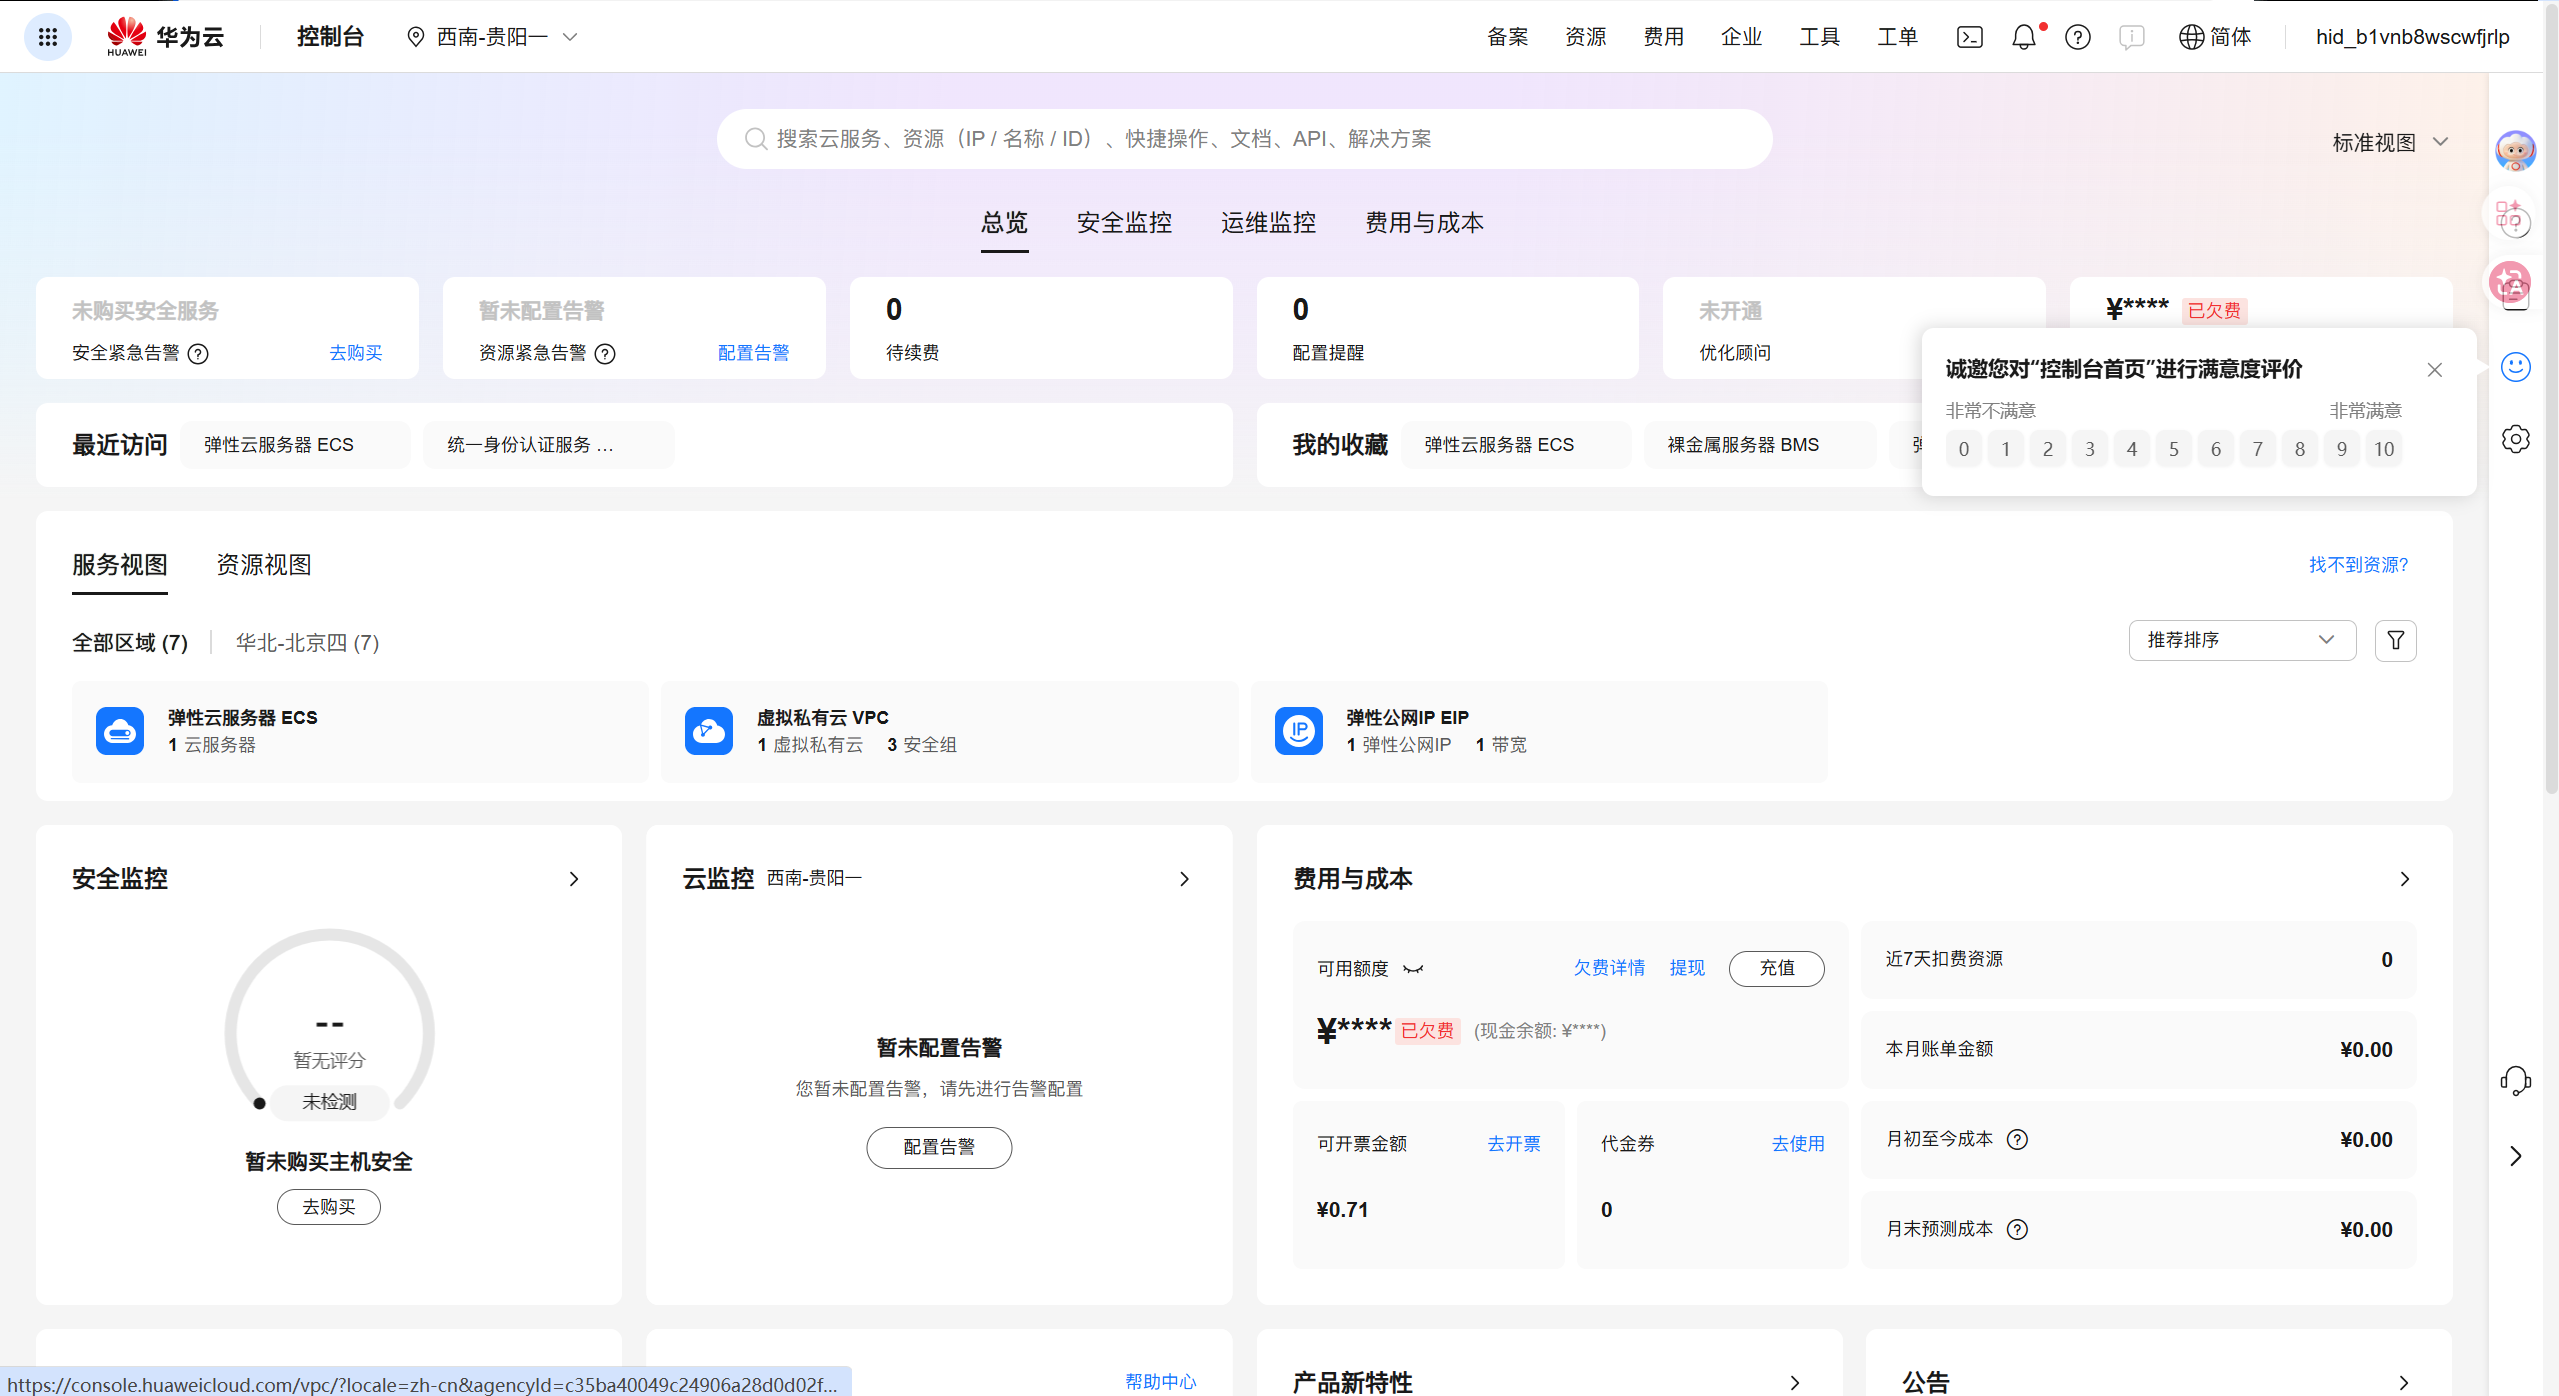 HUAWEI 华为云 控制台 西南-贵阳一 备案 资源 费用 企业 工具 工单 简体 hid_b1vnb8wscwfjrlp
搜索云服务、资源（IP / 名称 / ID）、快捷操作、文档、API、解决方案
标准视图
总览 安全监控 运维监控 费用与成本
未购买安全服务
安全紧急告警 去购买
暂未配置告警
资源紧急告警 配置告警
0
待续费
0
配置提醒
未开通
优化顾问
¥**** 已欠费
诚邀您对“控制台首页”进行满意度评价
非常不满意 非常满意
0 1 2 3 4 5 6 7 8 9 10
最近访问 弹性云服务器 ECS 统一身份认证服务 ...
我的收藏 弹性云服务器 ECS 裸金属服务器 BMS
服务视图 资源视图 找不到资源?
全部区域 (7) 华北-北京四 (7) 推荐排序
弹性云服务器 ECS
1 云服务器
虚拟私有云 VPC
1 虚拟私有云 3 安全组
弹性公网IP EIP
1 弹性公网IP 1 带宽
安全监控
--
暂无评分
未检测
暂未购买主机安全
去购买
云监控 西南-贵阳一
暂未配置告警
您暂未配置告警，请先进行告警配置
配置告警
费用与成本
可用额度 欠费详情 提现 充值
¥**** 已欠费 (现金余额: ¥****)
可开票金额 去开票
¥0.71
代金券 去使用
0
近7天扣费资源 0
本月账单金额 ¥0.00
月初至今成本 ¥0.00
月末预测成本 ¥0.00
帮助中心
产品新特性
公告
https://console.huaweicloud.com/vpc/?locale=zh-cn&agencyId=c35ba40049c24906a28d0d02f...